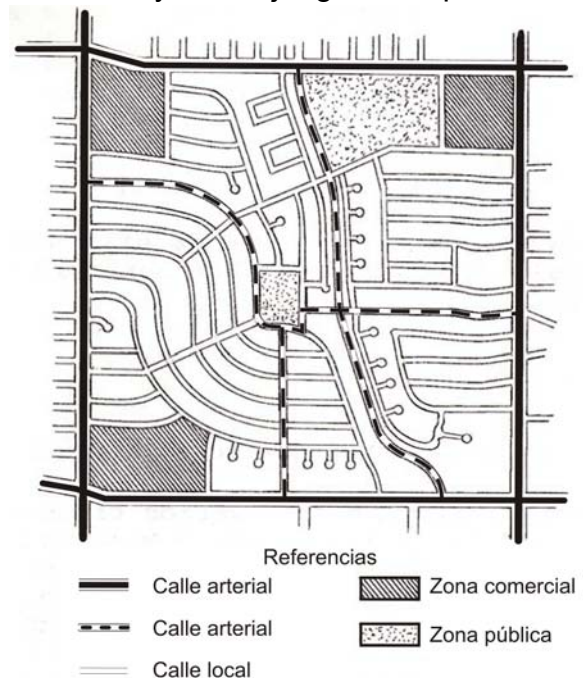 Referencias
Calle arterial
Zona comercial
Calle arterial
Zona pública
Calle local